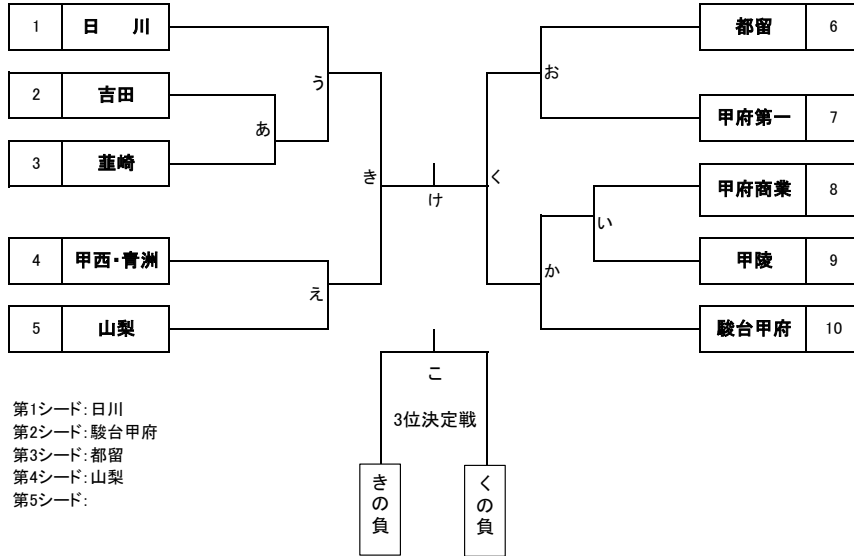 1 日 川
2 吉田
3 韮崎
4 甲西・青洲
5 山梨
都留 6
甲府第一 7
甲府商業 8
甲陵 9
駿台甲府 10
あ
う
え
き
け
く
お
い
か
こ
3位決定戦
きの負
くの負
第1シード：日川
第2シード：駿台甲府
第3シード：都留
第4シード：山梨
第5シード：